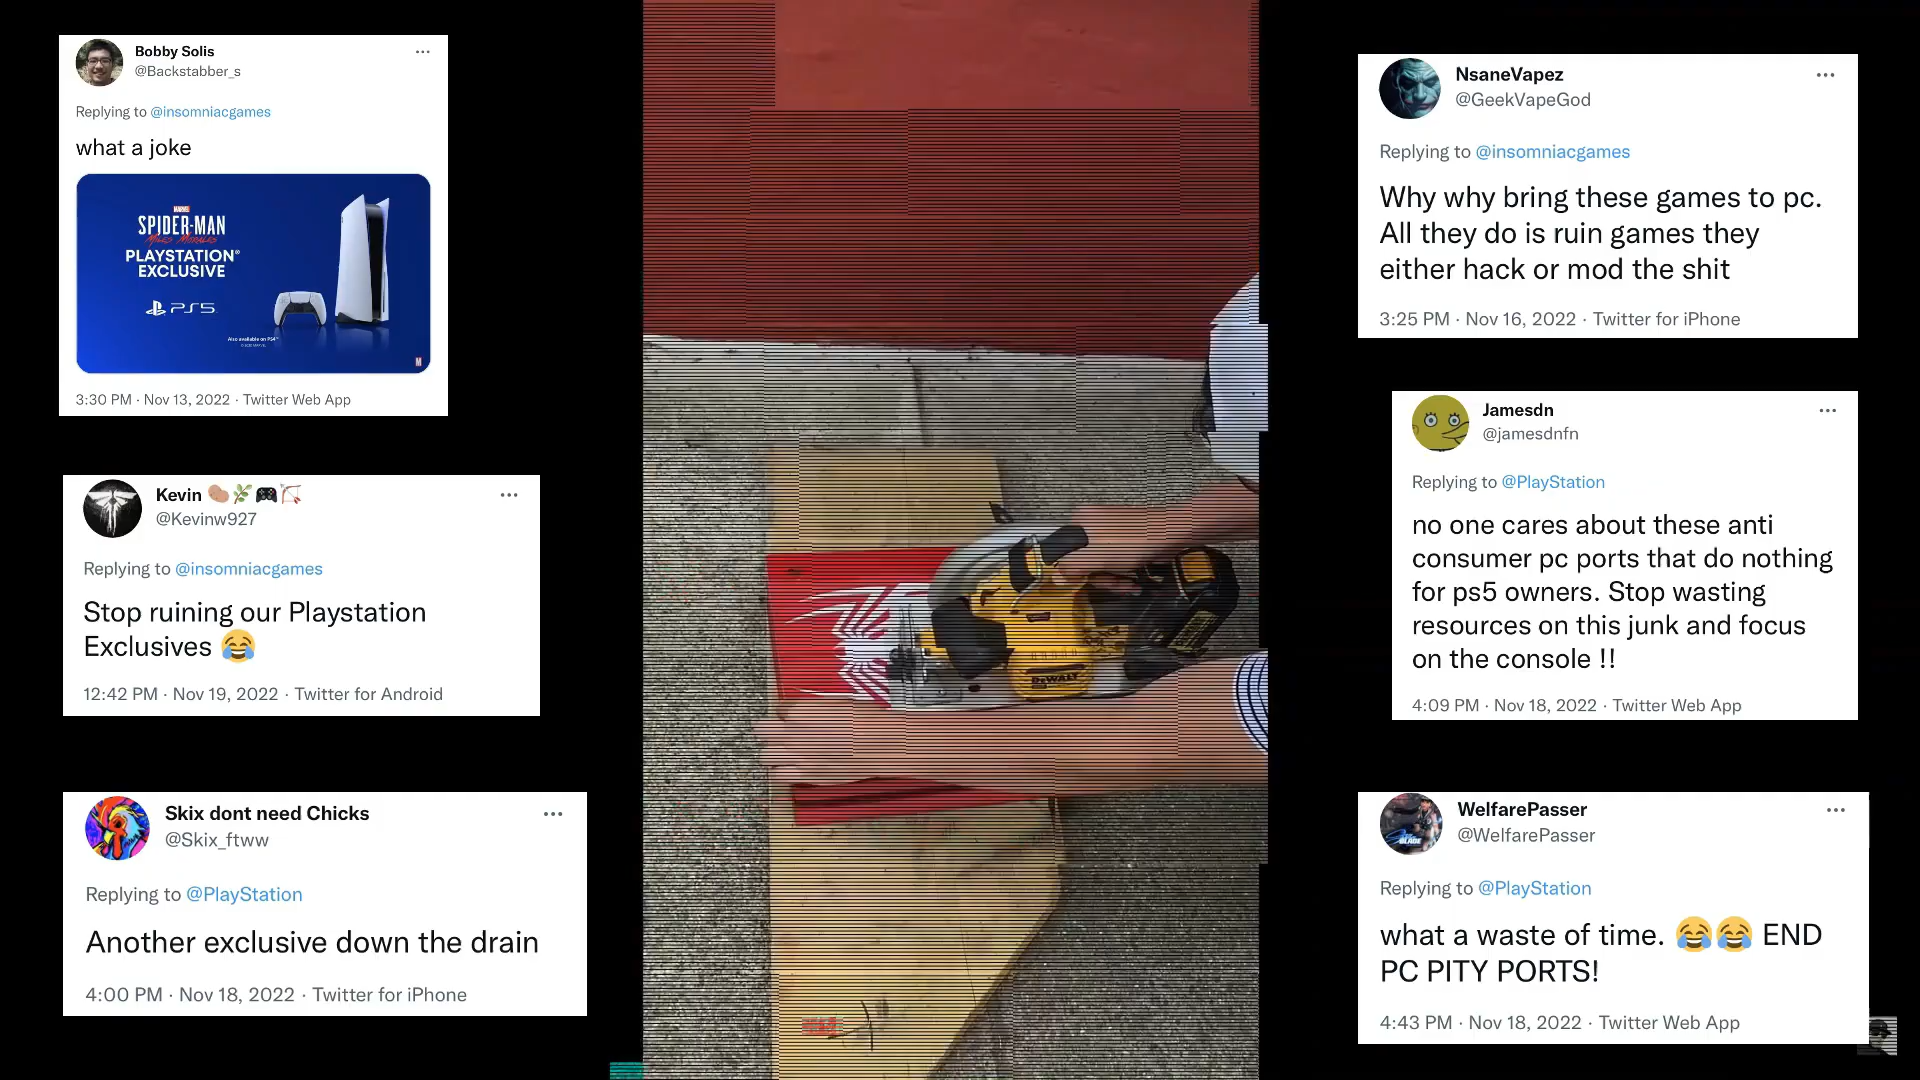 Bobby Solis
@Backstabber_s
Replying to @insomniacgames
what a joke
MARVEL
SPIDER-MAN
MILES MORALES
PLAYSTATION®
EXCLUSIVE
PS5
Also available on PS4™
3:30 PM · Nov 13, 2022 · Twitter Web App
Kevin 🥔🌿🎮🏹
@Kevinw927
Replying to @insomniacgames
Stop ruining our Playstation
Exclusives 😂
12:42 PM · Nov 19, 2022 · Twitter for Android
Skix dont need Chicks
@Skix_ftww
Replying to @PlayStation
Another exclusive down the drain
4:00 PM · Nov 18, 2022 · Twitter for iPhone
DEWALT
NsaneVapez
@GeekVapeGod
Replying to @insomniacgames
Why why bring these games to pc.
All they do is ruin games they
either hack or mod the shit
3:25 PM · Nov 16, 2022 · Twitter for iPhone
Jamesdn
@jamesdnfn
Replying to @PlayStation
no one cares about these anti
consumer pc ports that do nothing
for ps5 owners. Stop wasting
resources on this junk and focus
on the console !!
4:09 PM · Nov 18, 2022 · Twitter Web App
WelfarePasser
@WelfarePasser
Replying to @PlayStation
what a waste of time. 😂😂 END
PC PITY PORTS!
4:43 PM · Nov 18, 2022 · Twitter Web App